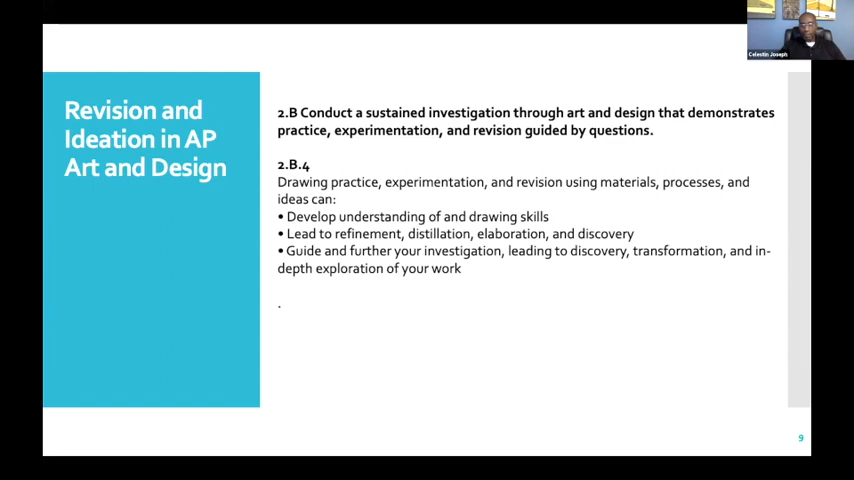 Celestin Joseph
Revision and
Ideation in AP
Art and Design
2.B Conduct a sustained investigation through art and design that demonstrates
practice, experimentation, and revision guided by questions.
2.B.4
Drawing practice, experimentation, and revision using materials, processes, and
ideas can:
• Develop understanding of and drawing skills
• Lead to refinement, distillation, elaboration, and discovery
• Guide and further your investigation, leading to discovery, transformation, and in-
depth exploration of your work
.
9